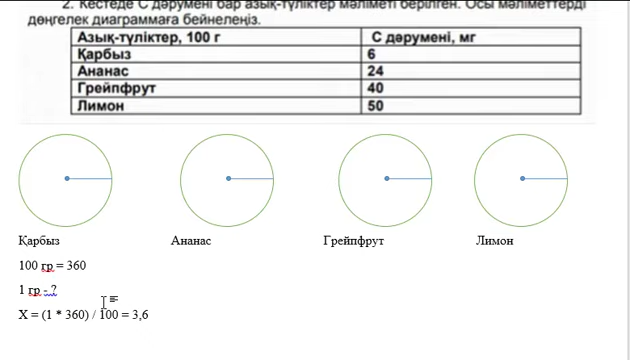 2. Кестеде С дәрумені бар азық-түліктер мәліметі берілген. Осы мәліметтерді
дөңгелек диаграммаға бейнелеңіз.
Азық-түліктер, 100 г С дәрумені, мг
Қарбыз 6
Ананас 24
Грейпфрут 40
Лимон 50
Қарбыз Ананас Грейпфрут Лимон
100 гр = 360
1 гр - ?
X = (1 * 360) / 100 = 3,6